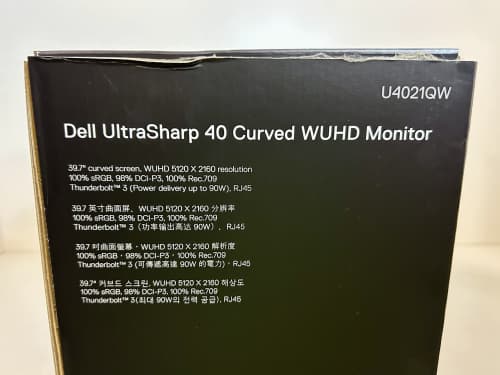 U4021QW
Dell UltraSharp 40 Curved WUHD Monitor
39.7" curved screen, WUHD 5120 X 2160 resolution
100% sRGB, 98% DCI-P3, 100% Rec.709
Thunderbolt™ 3 (Power delivery up to 90W), RJ45
39.7 英寸曲面屏、WUHD 5120 X 2160 分辨率
100% sRGB, 98% DCI-P3, 100% Rec.709
Thunderbolt™ 3（功率输出高达 90W）、RJ45
39.7 吋曲面螢幕・WUHD 5120 X 2160 解析度
100% sRGB・98% DCI-P3・100% Rec.709
Thunderbolt™ 3 (可傳遞高達 90W 的電力)・RJ45
39.7" 커브드 스크린, WUHD 5120 X 2160 해상도
100% sRGB, 98% DCI-P3, 100% Rec.709
Thunderbolt™ 3(최대 90W의 전력 공급), RJ45